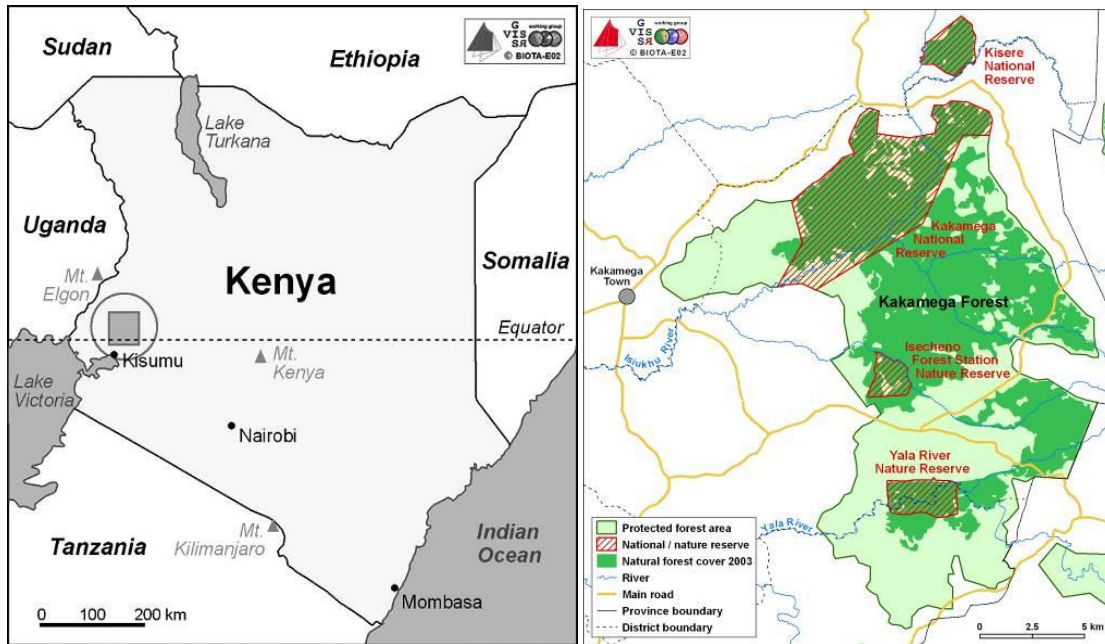 Sudan
Ethiopia
G
VIS
SR
working group
© BIOTA-E02
Lake
Turkana
Uganda
Mt.
Elgon
Kenya
Somalia
Equator
Kisumu
Mt.
Kenya
Lake
Victoria
Nairobi
Tanzania
Mt.
Kilimanjaro
Indian
Ocean
Mombasa
0 100 200 km
G
VIS
SR
working group
© BIOTA-E02
Kisere
National
Reserve
Kakamega
National
Reserve
Kakamega
Town
Kakamega Forest
Isiukhu River
Isecheno
Forest Station
Nature Reserve
Yala River
Nature Reserve
Yala River
Protected forest area
National / nature reserve
Natural forest cover 2003
River
Main road
Province boundary
District boundary
0 2.5 5 km